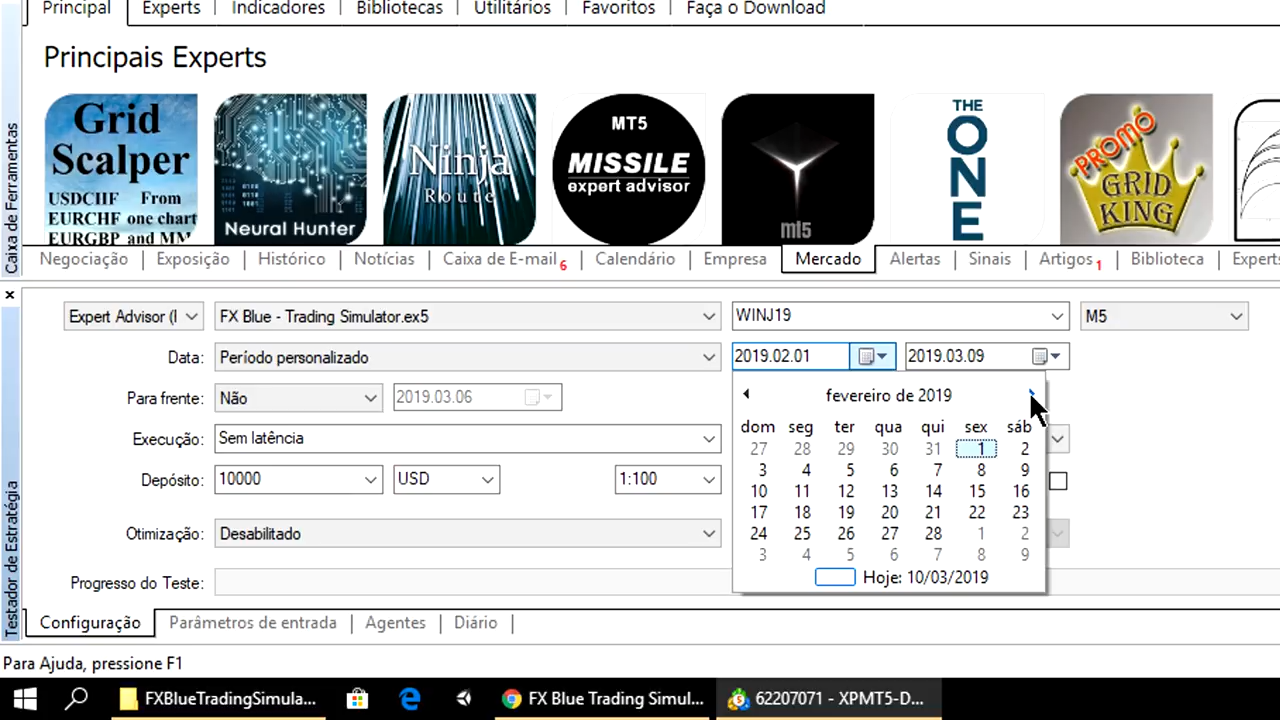 Principal Experts Indicadores Bibliotecas Utilitários Favoritos Faça o Download
Principais Experts
Grid Scalper
USDCHF From
EURCHF one chart
EURGBP and MM
Neural Hunter
Ninja
Route
MT5
MISSILE
expert advisor
ml5
THE
ONE
PROMO
GRID
KING
Caixa de Ferramentas
Negociação Exposição Histórico Notícias Caixa de E-mail 6 Calendário Empresa Mercado Alertas Sinais Artigos 1 Biblioteca Experts
Expert Advisor ( FX Blue - Trading Simulator.ex5 WINJ19 M5
Data: Período personalizado 2019.02.01 2019.03.09
Para frente: Não 2019.03.06
Execução: Sem latência
Depósito: 10000 USD 1:100
Otimização: Desabilitado
Progresso do Teste:
fevereiro de 2019
dom seg ter qua qui sex sáb
27 28 29 30 31 1 2
3 4 5 6 7 8 9
10 11 12 13 14 15 16
17 18 19 20 21 22 23
24 25 26 27 28 1 2
3 4 5 6 7 8 9
Hoje: 10/03/2019
Testador de Estratégia
Configuração Parâmetros de entrada Agentes Diário
Para Ajuda, pressione F1
FXBlueTradingSimula... FX Blue Trading Simul... 62207071 - XPMT5-D...